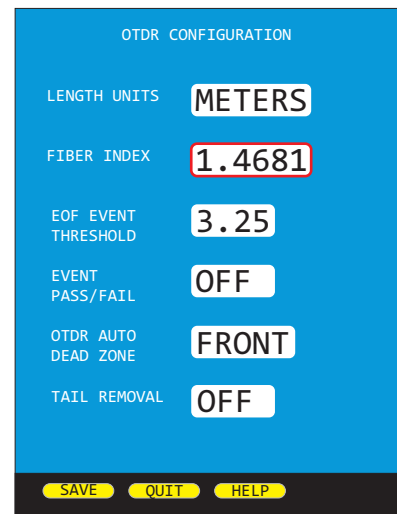 OTDR CONFIGURATION
LENGTH UNITS METERS
FIBER INDEX 1.4681
EOF EVENT
THRESHOLD 3.25
EVENT
PASS/FAIL OFF
OTDR AUTO
DEAD ZONE FRONT
TAIL REMOVAL OFF
SAVE QUIT HELP